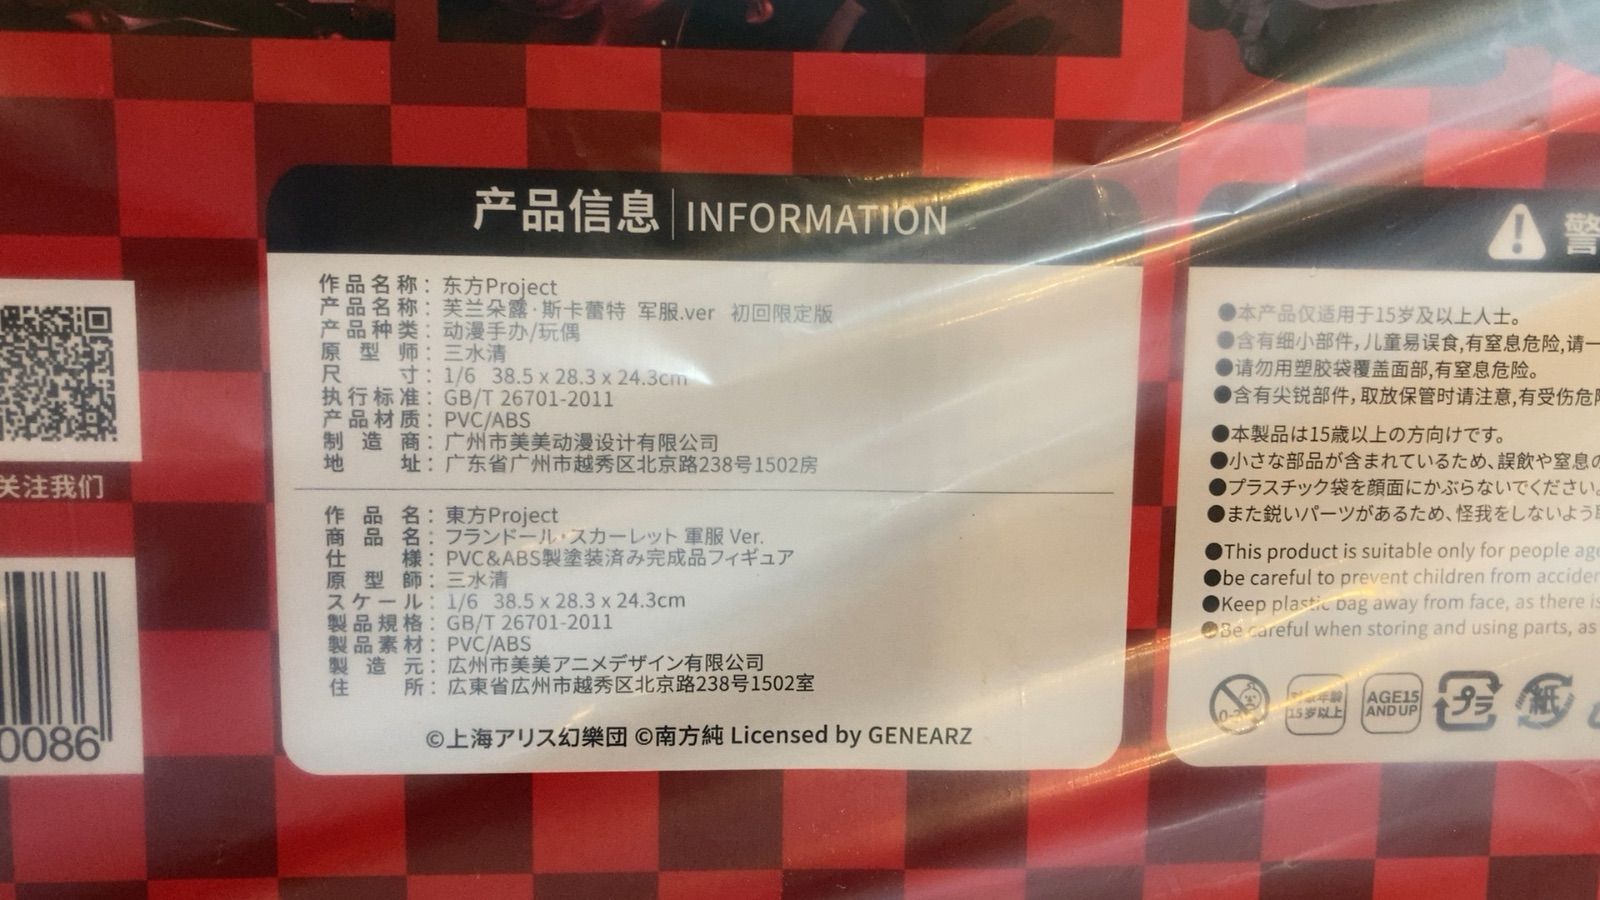 产品信息 | INFORMATION
作品名称：东方Project
产品名称：芙兰朵露·斯卡蕾特 军服.ver 初回限定版
产品种类：动漫手办/玩偶
原型师：三水清
尺寸：1/6 38.5 x 28.3 x 24.3cm
执行标准：GB/T 26701-2011
产品材质：PVC/ABS
制造商：广州市美美动漫设计有限公司
地址：广东省广州市越秀区北京路238号1502房
作品名：東方Project
商品名：フランドール・スカーレット 軍服 Ver.
仕様：PVC&ABS製塗装済み完成品フィギュア
原型師：三水清
スケール：1/6 38.5 x 28.3 x 24.3cm
製品規格：GB/T 26701-2011
製品素材：PVC/ABS
製造元：広州市美美アニメデザイン有限公司
住所：広東省広州市越秀区北京路238号1502室
©上海アリス幻樂団 ©南方純 Licensed by GENEARZ
关注我们
0086
警
●本产品仅适用于15岁及以上人士。
●含有细小部件,儿童易误食,有窒息危险,请一
●请勿用塑胶袋覆盖面部,有窒息危险。
●含有尖锐部件,取放保管时请注意,有受伤危险
●本製品は15歳以上の方向けです。
●小さな部品が含まれているため、誤飲や窒息の
●プラスチック袋を顔面にかぶらないでください。
●また鋭いパーツがあるため、怪我をしないよう
●This product is suitable only for people age
●be careful to prevent children from acciden
●Keep plastic bag away from face, as there is
●Be careful when storing and using parts, as
0-3
对象年龄
15岁以上
AGE15
AND UP
プラ
紙